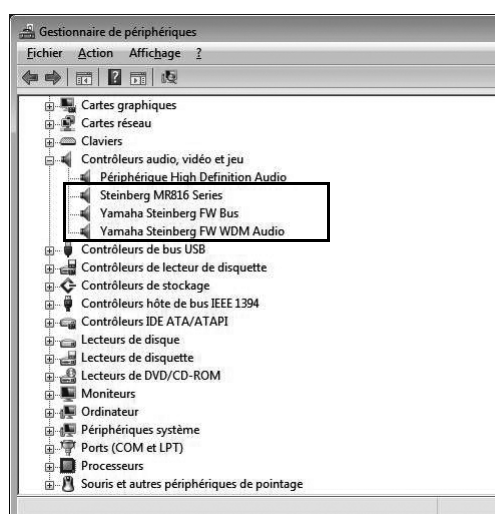 Gestionnaire de périphériques
Fichier Action Affichage ?
Cartes graphiques
Cartes réseau
Claviers
Contrôleurs audio, vidéo et jeu
Périphérique High Definition Audio
Steinberg MR816 Series
Yamaha Steinberg FW Bus
Yamaha Steinberg FW WDM Audio
Contrôleurs de bus USB
Contrôleurs de lecteur de disquette
Contrôleurs de stockage
Contrôleurs hôte de bus IEEE 1394
Contrôleurs IDE ATA/ATAPI
Lecteurs de disque
Lecteurs de disquette
Lecteurs de DVD/CD-ROM
Moniteurs
Ordinateur
Périphériques système
Ports (COM et LPT)
Processeurs
Souris et autres périphériques de pointage